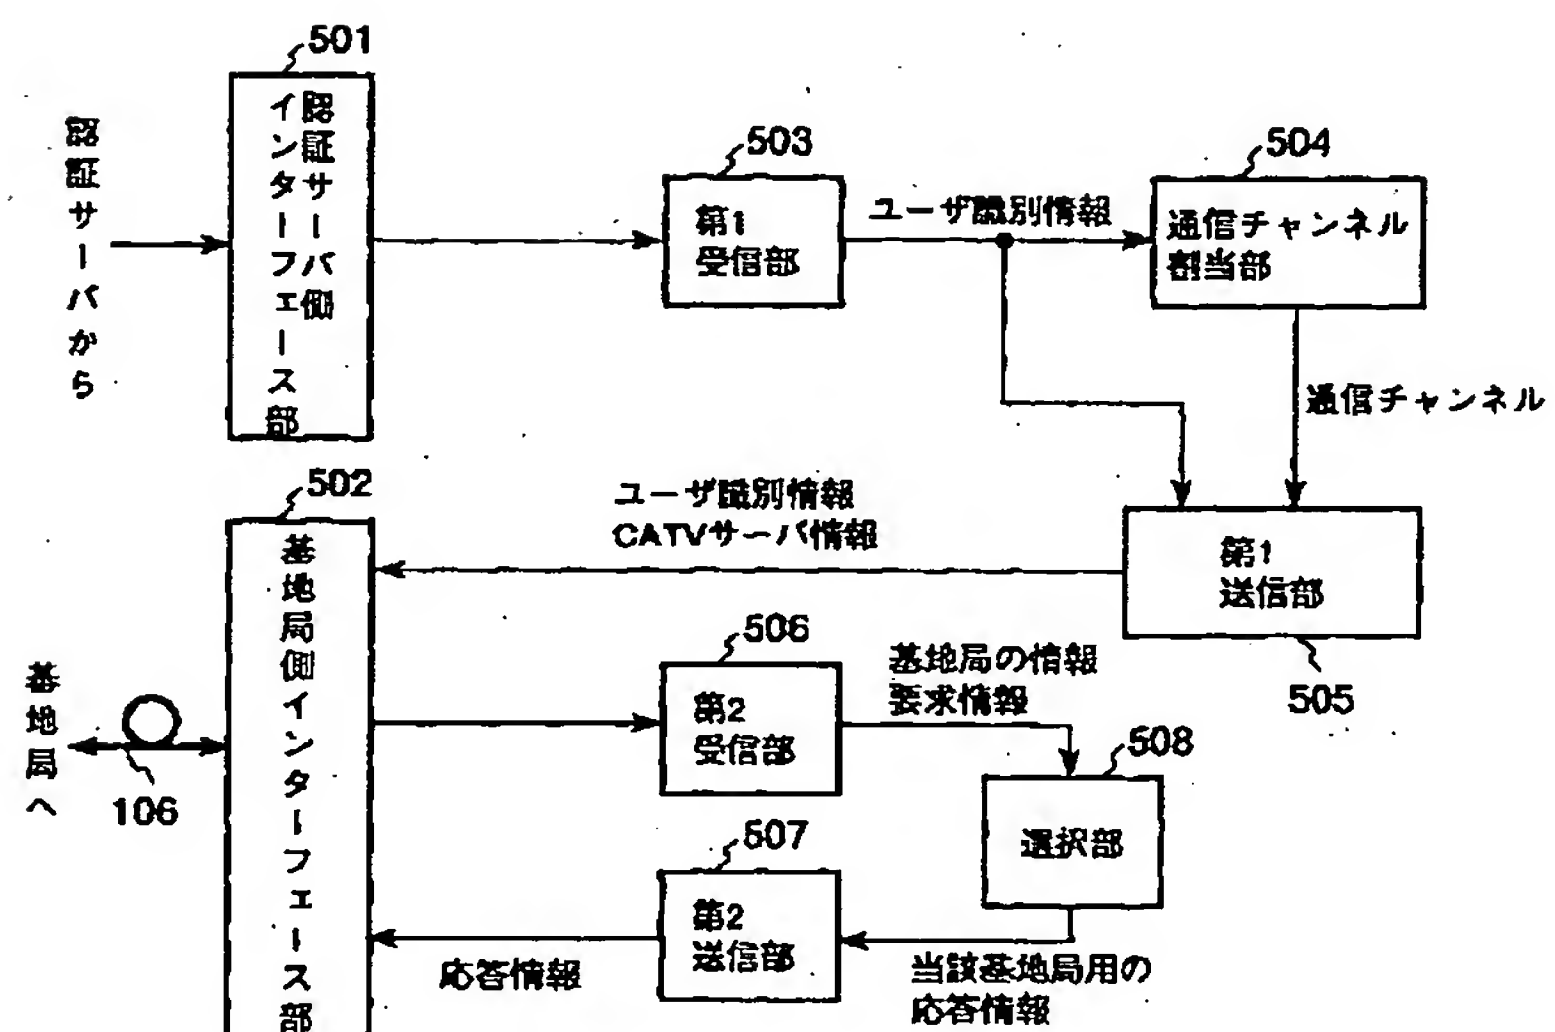 501
認証サーバ側
インターフェース部
認証サーバから
503
第1
受信部
ユーザ識別情報
504
通信チャンネル
割当部
通信チャンネル
502
基地局側インターフェース部
ユーザ識別情報
CATVサーバ情報
第1
送信部
505
506
第2
受信部
基地局の情報
要求情報
基地局へ
106
508
選択部
507
第2
送信部
応答情報
当該基地局用の
応答情報